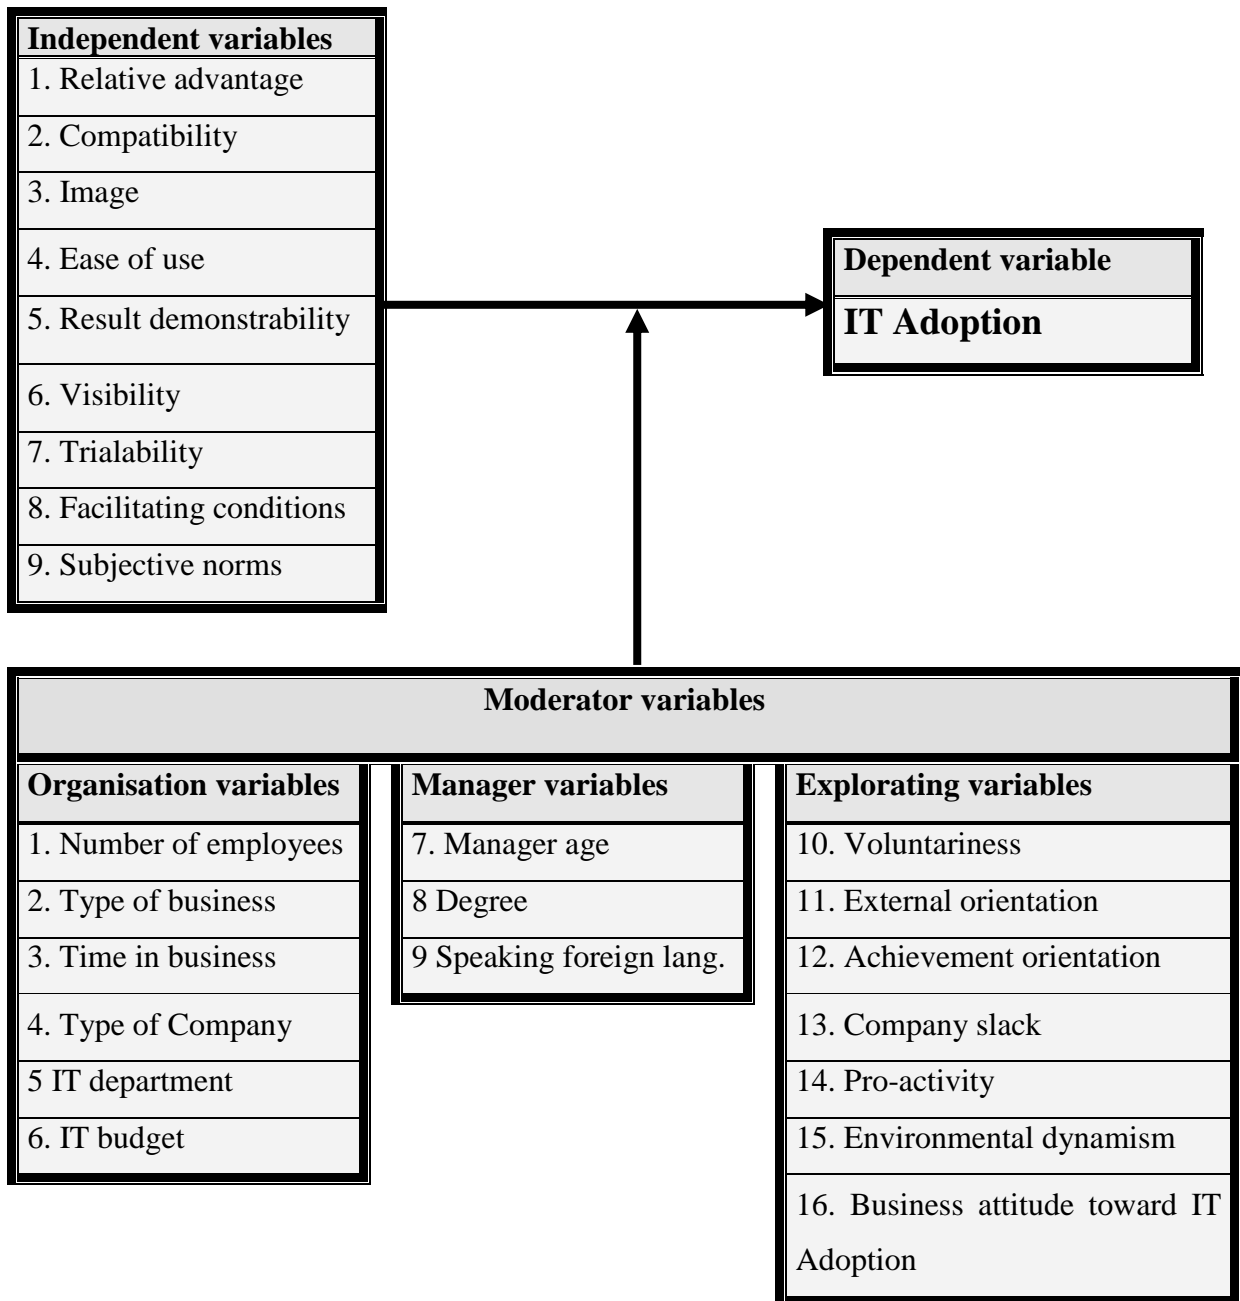 Independent variables
1. Relative advantage
2. Compatibility
3. Image
4. Ease of use
5. Result demonstrability
6. Visibility
7. Trialability
8. Facilitating conditions
9. Subjective norms
Dependent variable
IT Adoption
Moderator variables
Organisation variables
1. Number of employees
2. Type of business
3. Time in business
4. Type of Company
5 IT department
6. IT budget
Manager variables
7. Manager age
8 Degree
9 Speaking foreign lang.
Explorating variables
10. Voluntariness
11. External orientation
12. Achievement orientation
13. Company slack
14. Pro-activity
15. Environmental dynamism
16. Business attitude toward IT
Adoption